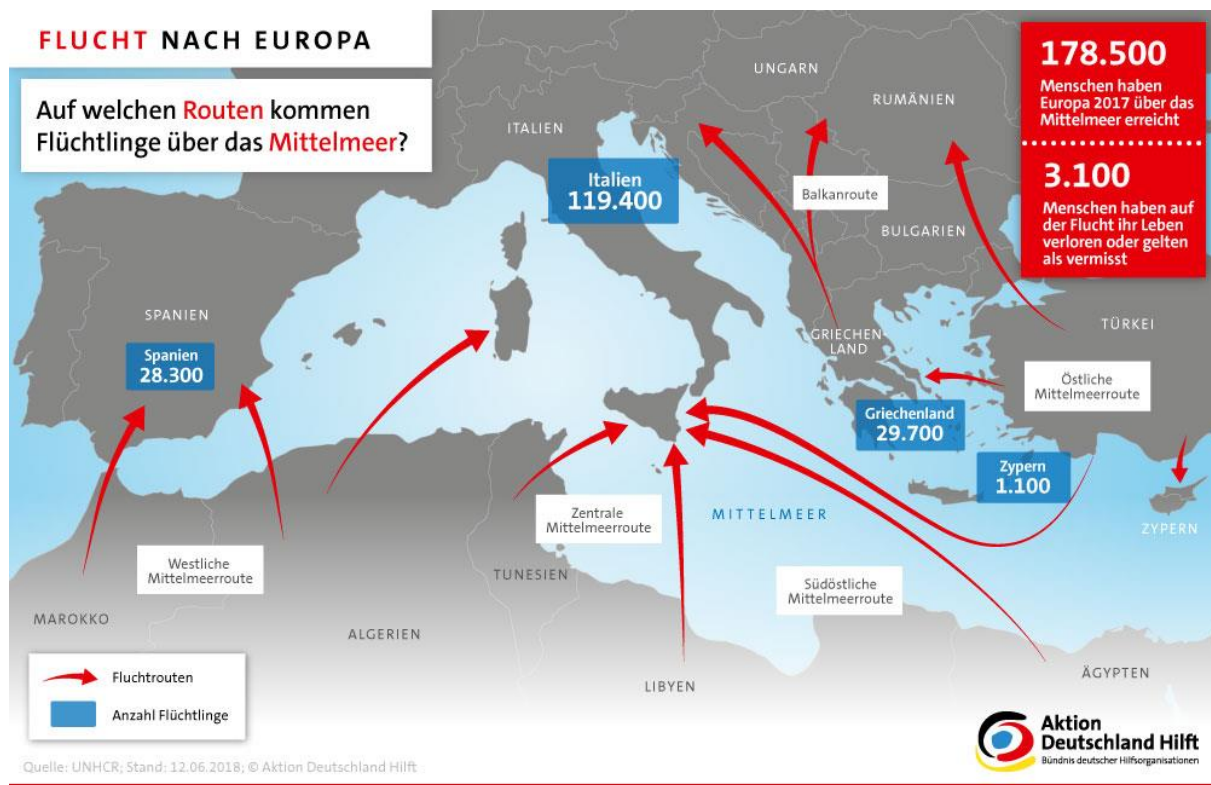 FLUCHT NACH EUROPA
Auf welchen Routen kommen
Flüchtlinge über das Mittelmeer?
178.500
Menschen haben
Europa 2017 über das
Mittelmeer erreicht
3.100
Menschen haben auf
der Flucht ihr Leben
verloren oder gelten
als vermisst
UNGARN
RUMÄNIEN
ITALIEN
Italien
119.400
Balkanroute
BULGARIEN
SPANIEN
Spanien
28.300
GRIECHEN-
LAND
TÜRKEI
Östliche
Mittelmeerroute
Griechenland
29.700
Zypern
1.100
ZYPERN
MITTELMEER
Zentrale
Mittelmeerroute
Westliche
Mittelmeerroute
TUNESIEN
Südöstliche
Mittelmeerroute
MAROKKO
ALGERIEN
LIBYEN
ÄGYPTEN
Fluchtrouten
Anzahl Flüchtlinge
Aktion
Deutschland Hilft
Bündnis deutscher Hilfsorganisationen
Quelle: UNHCR; Stand: 12.06.2018; © Aktion Deutschland Hilft